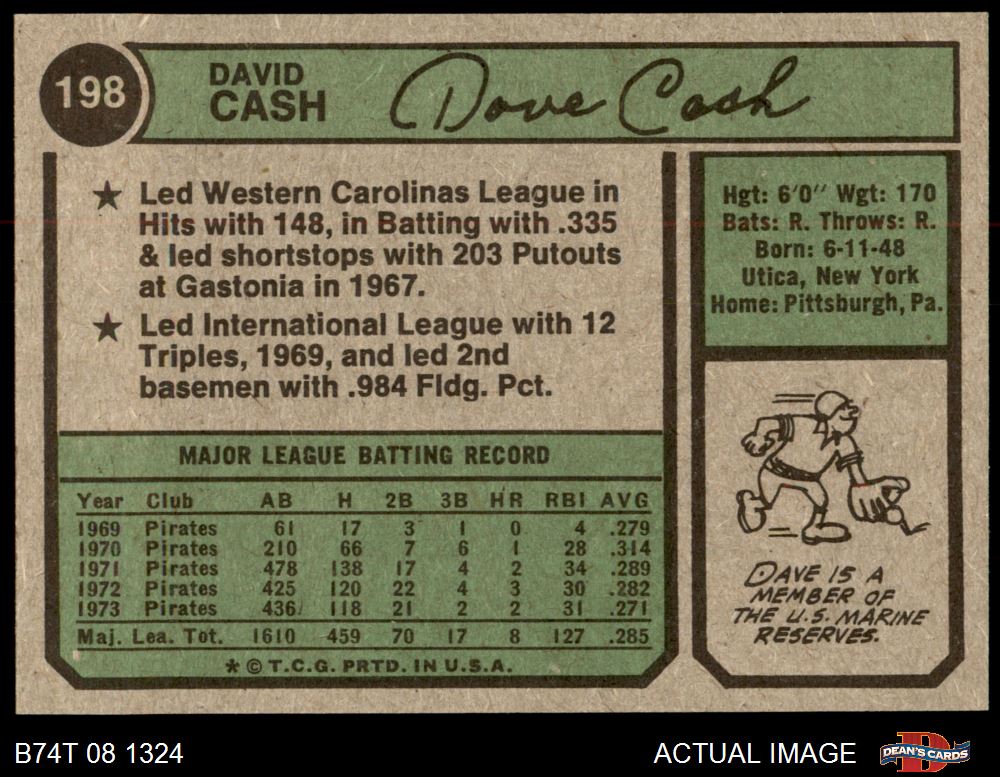 198
DAVID
CASH
Dave Cash
★ Led Western Carolinas League in
Hits with 148, in Batting with .335
& led shortstops with 203 Putouts
at Gastonia in 1967.
★ Led International League with 12
Triples, 1969, and led 2nd
basemen with .984 Fldg. Pct.
Hgt: 6'0" Wgt: 170
Bats: R. Throws: R.
Born: 6-11-48
Utica, New York
Home: Pittsburgh, Pa.
MAJOR LEAGUE BATTING RECORD
Year Club AB H 2B 3B HR RBI AVG
1969 Pirates 61 17 3 1 0 4 .279
1970 Pirates 210 66 7 6 1 28 .314
1971 Pirates 478 138 17 4 2 34 .289
1972 Pirates 425 120 22 4 3 30 .282
1973 Pirates 436 118 21 2 2 31 .271
Maj. Lea. Tot. 1610 459 70 17 8 127 .285
* © T.C.G. PRTD. IN U.S.A.
DAVE IS A
MEMBER OF
THE U.S. MARINE
RESERVES.
B74T 08 1324
ACTUAL IMAGE
DEAN'S CARDS